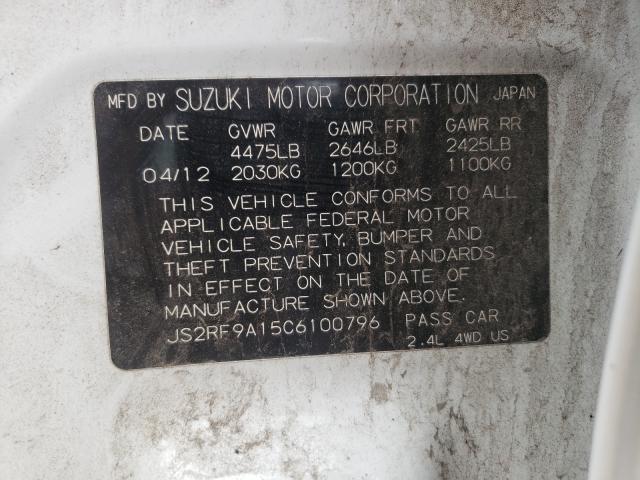 MFD BY SUZUKI MOTOR CORPORATION JAPAN
DATE GVWR GAWR FRT GAWR RR
4475LB 2646LB 2425LB
04/12 2030KG 1200KG 1100KG
THIS VEHICLE CONFORMS TO ALL
APPLICABLE FEDERAL MOTOR
VEHICLE SAFETY, BUMPER AND
THEFT PREVENTION STANDARDS
IN EFFECT ON THE DATE OF
MANUFACTURE SHOWN ABOVE.
JS2RF9A15C6100796 PASS CAR
2.4L 4WD US